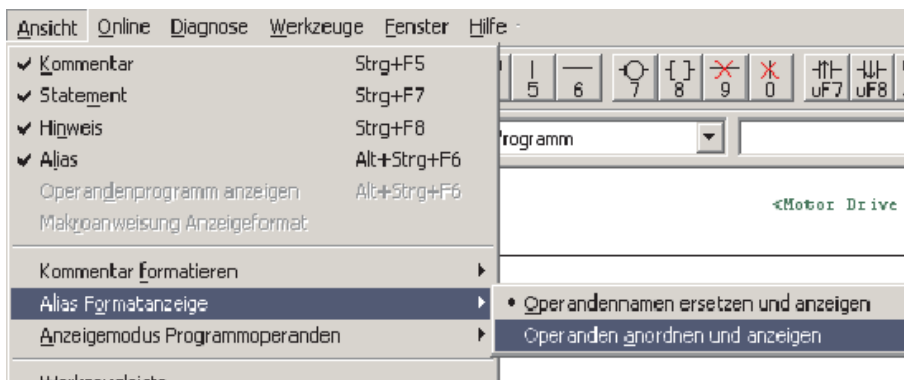 Ansicht Online Diagnose Werkzeuge Fenster Hilfe
Kommentar Strg+F5
Statement Strg+F7
Hinweis Strg+F8
Alias Alt+Strg+F6
Operandenprogramm anzeigen Alt+Strg+F6
Makroanweisung Anzeigeformat
Kommentar Formatieren
Alias Formatanzeige
Anzeigemodus Programmoperanden
5 6 7 8 9 0 uF7 uF8
rogramm
<Motor Drive
• Operandennamen ersetzen und anzeigen
Operanden anordnen und anzeigen